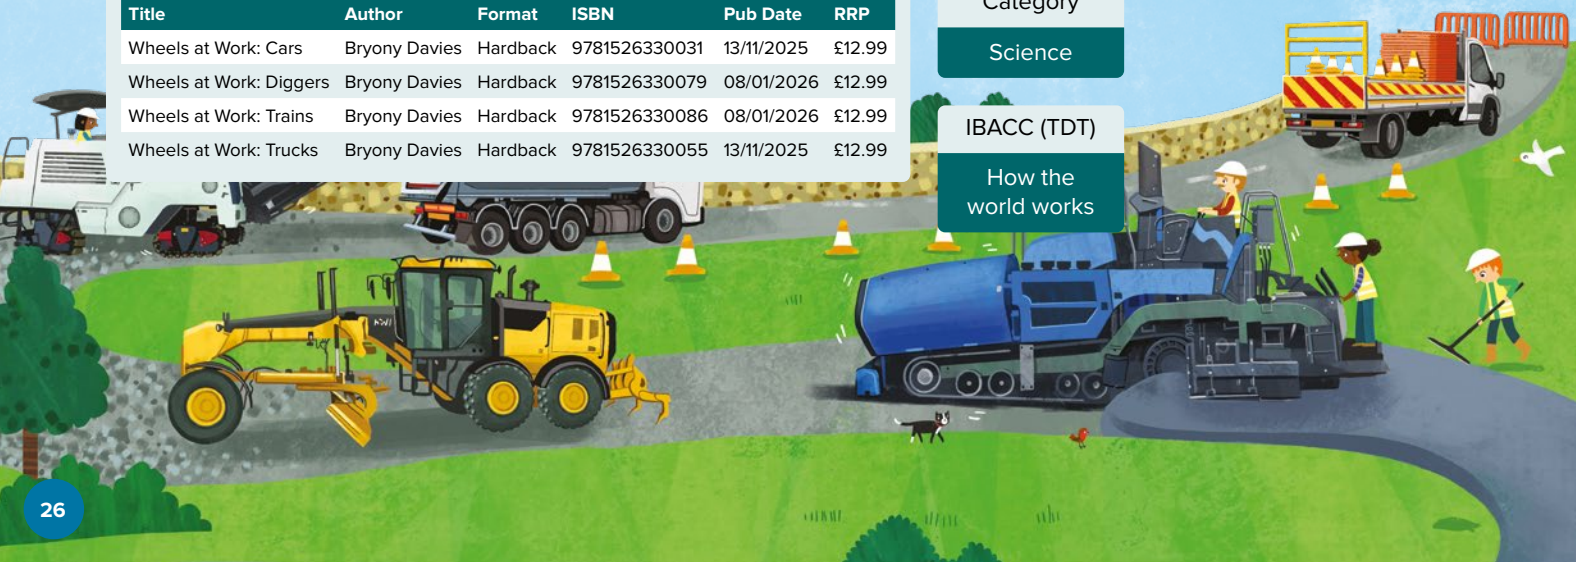 Title Author Format ISBN Pub Date RRP
Wheels at Work: Cars Bryony Davies Hardback 9781526330031 13/11/2025 £12.99
Wheels at Work: Diggers Bryony Davies Hardback 9781526330079 08/01/2026 £12.99
Wheels at Work: Trains Bryony Davies Hardback 9781526330086 08/01/2026 £12.99
Wheels at Work: Trucks Bryony Davies Hardback 9781526330055 13/11/2025 £12.99
Category
Science
IBACC (TDT)
How the
world works
26